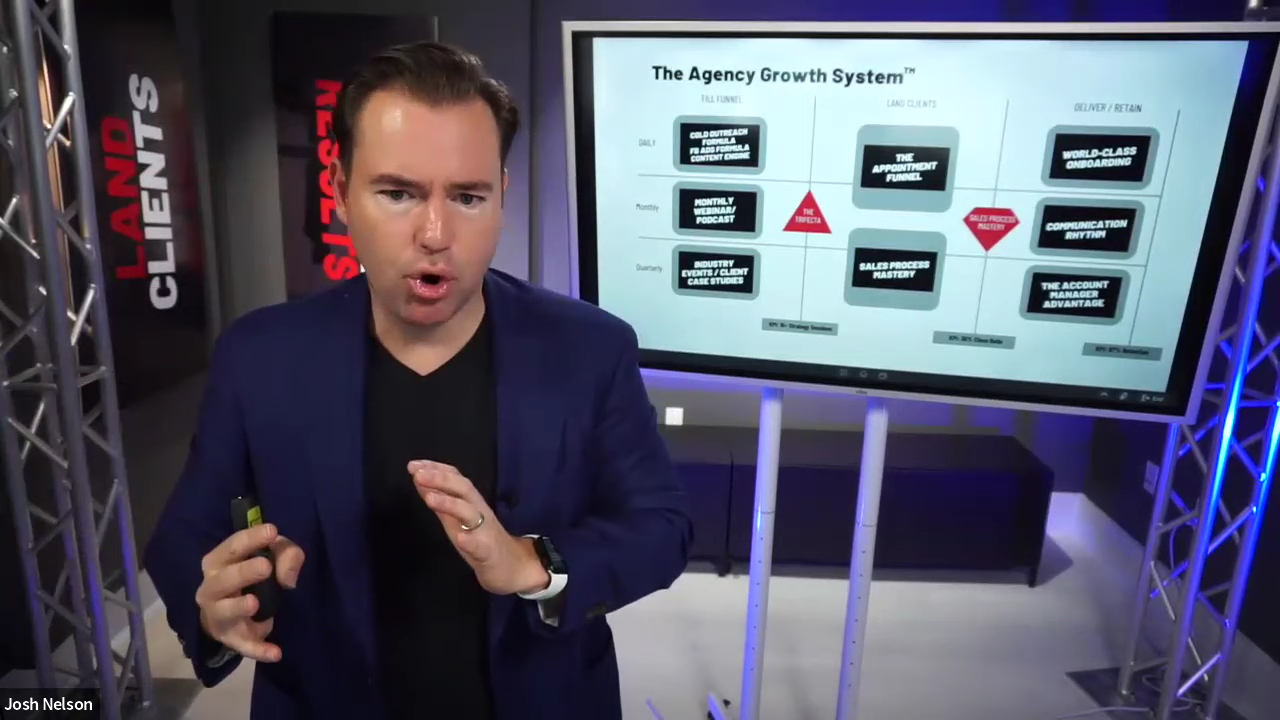 LAND
CLIENTS
The Agency Growth System™
FILL FUNNEL
LAND CLIENTS
DELIVER / RETAIN
DAILY
COLD OUTREACH
FORMULA
FB ADS FORMULA
CONTENT ENGINE
THE
APPOINTMENT
FUNNEL
WORLD-CLASS
ONBOARDING
Monthly
MONTHLY
WEBINAR/
PODCAST
THE
TRIFECTA
SALES PROCESS
MASTERY
COMMUNICATION
RHYTHM
Quarterly
INDUSTRY
EVENTS / CLIENT
CASE STUDIES
SALES PROCESS
MASTERY
THE ACCOUNT
MANAGER
ADVANTAGE
Strategy Sessions
Josh Nelson